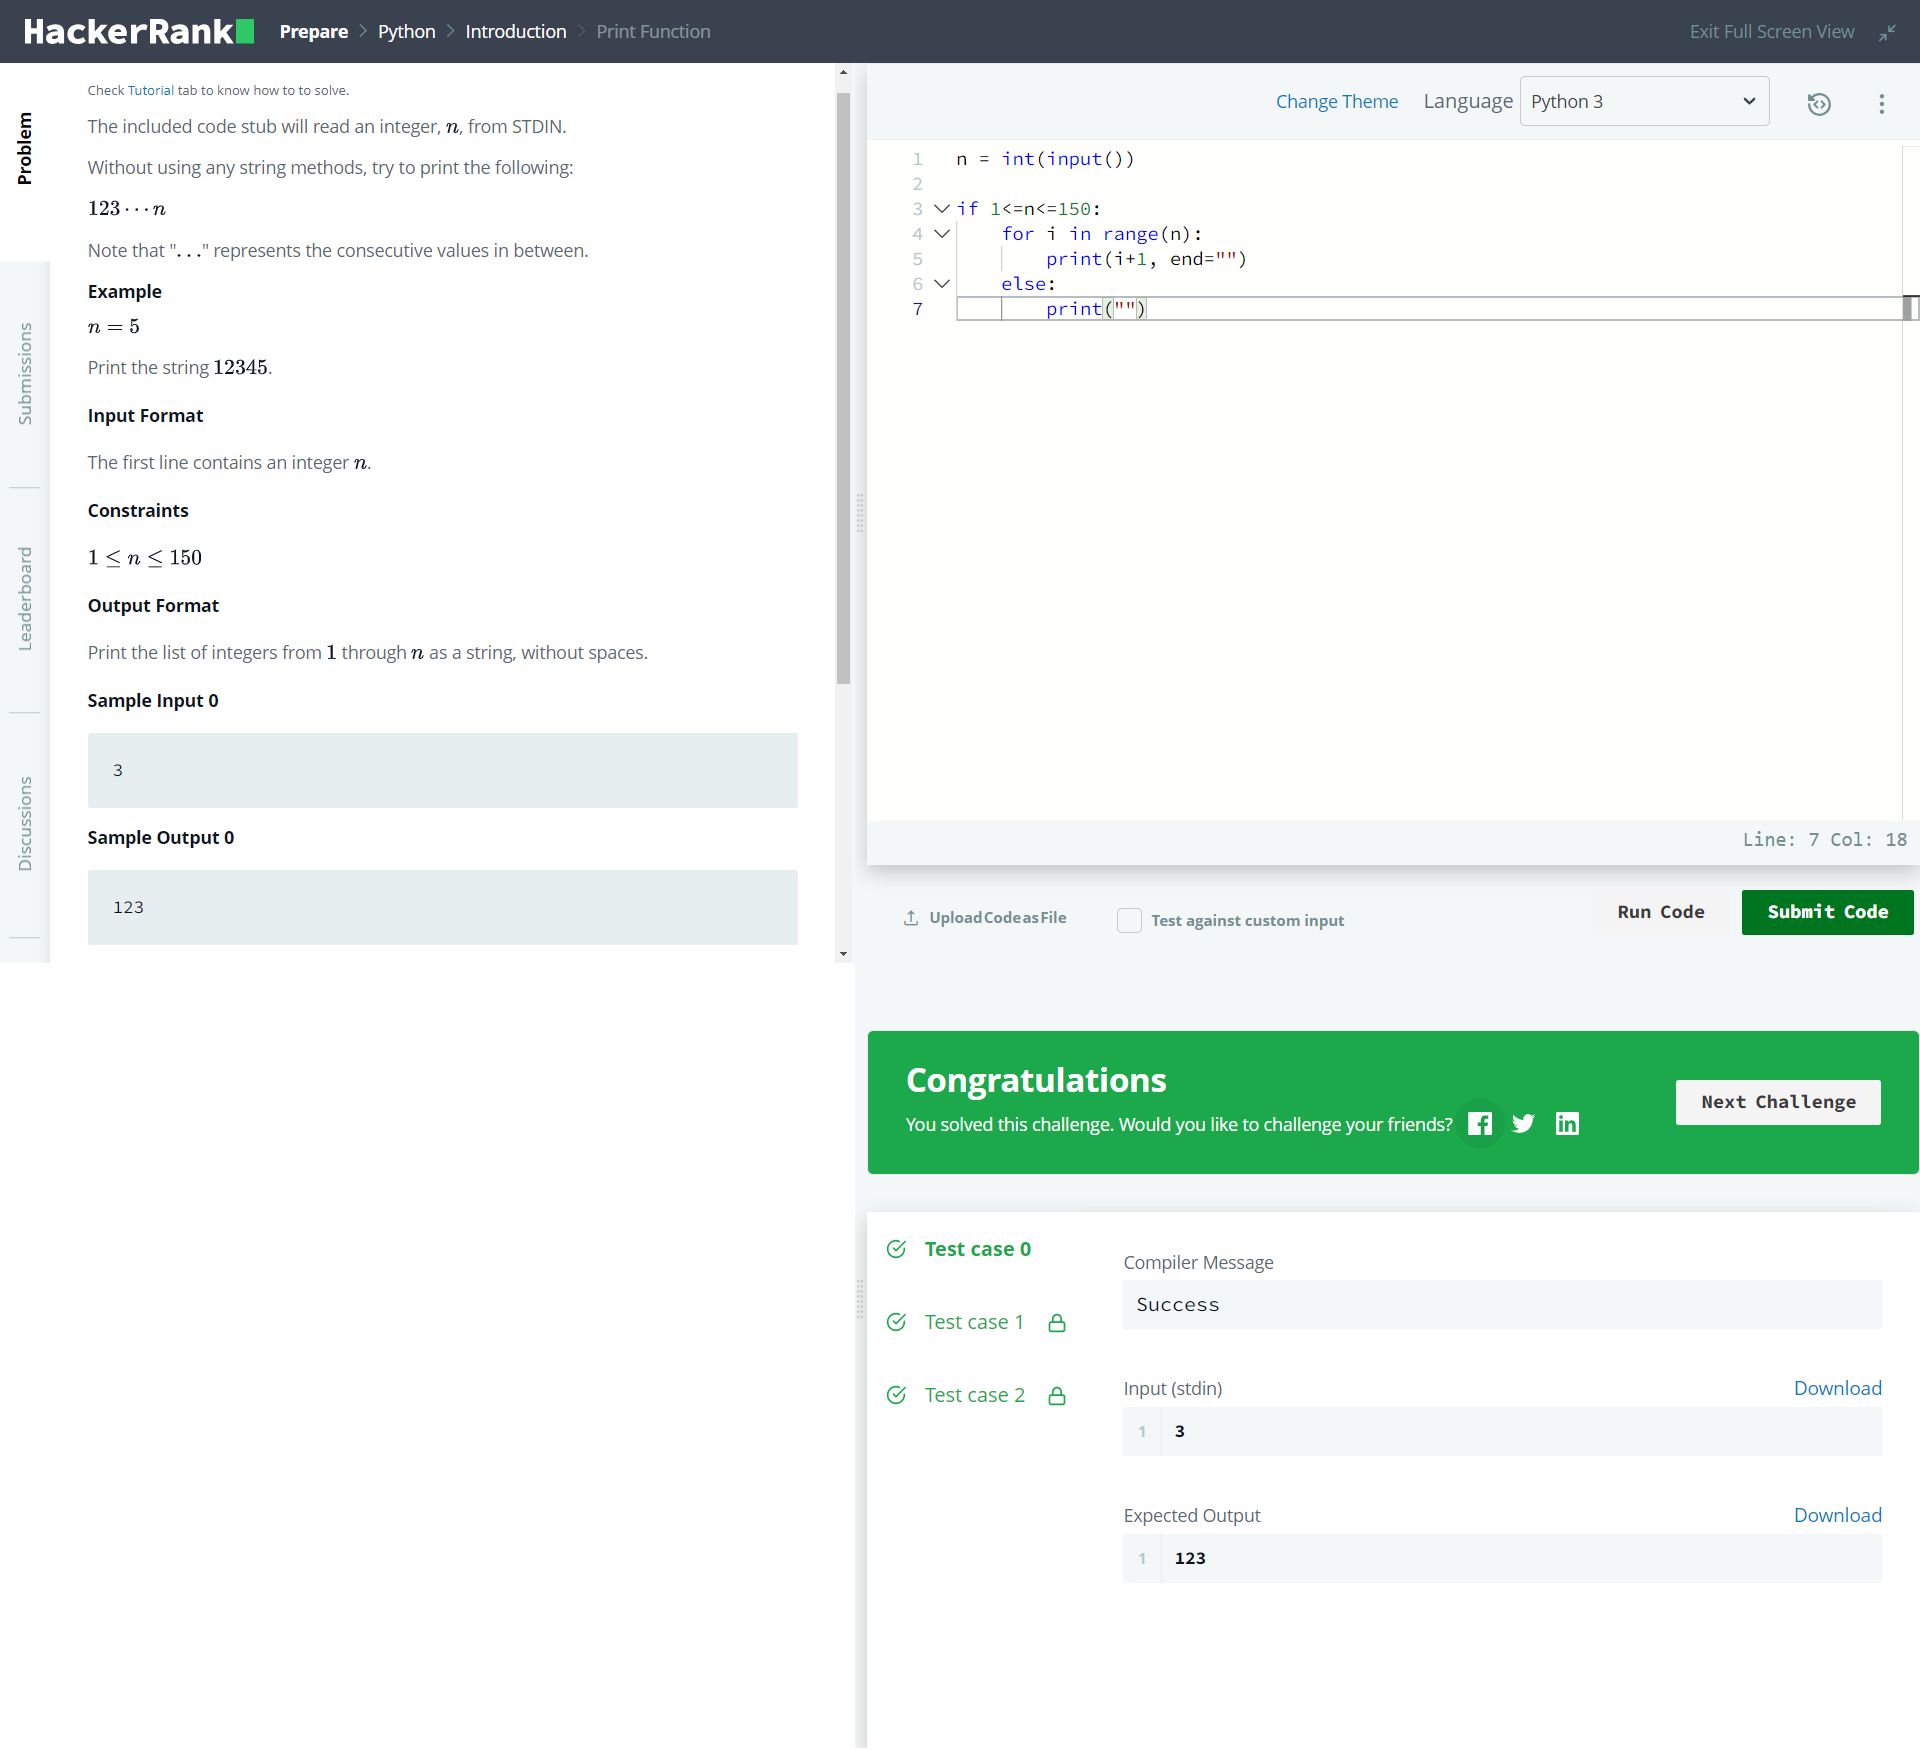 HackerRank
Prepare > Python > Introduction > Print Function
Exit Full Screen View
Problem
Submissions
Leaderboard
Discussions
Check Tutorial tab to know how to to solve.
The included code stub will read an integer, n, from STDIN.
Without using any string methods, try to print the following:
123⋯n
Note that "..." represents the consecutive values in between.
Example
n = 5
Print the string 12345.
Input Format
The first line contains an integer n.
Constraints
1 ≤ n ≤ 150
Output Format
Print the list of integers from 1 through n as a string, without spaces.
Sample Input 0
3
Sample Output 0
123
Change Theme
Language
Python 3
1 n = int(input())
2
3 if 1<=n<=150:
4     for i in range(n):
5         print(i+1, end="")
6     else:
7         print("")
Line: 7 Col: 18
Upload Code as File
Test against custom input
Run Code
Submit Code
Congratulations
You solved this challenge. Would you like to challenge your friends?
Next Challenge
Test case 0
Test case 1
Test case 2
Compiler Message
Success
Input (stdin)
Download
1 3
Expected Output
Download
1 123